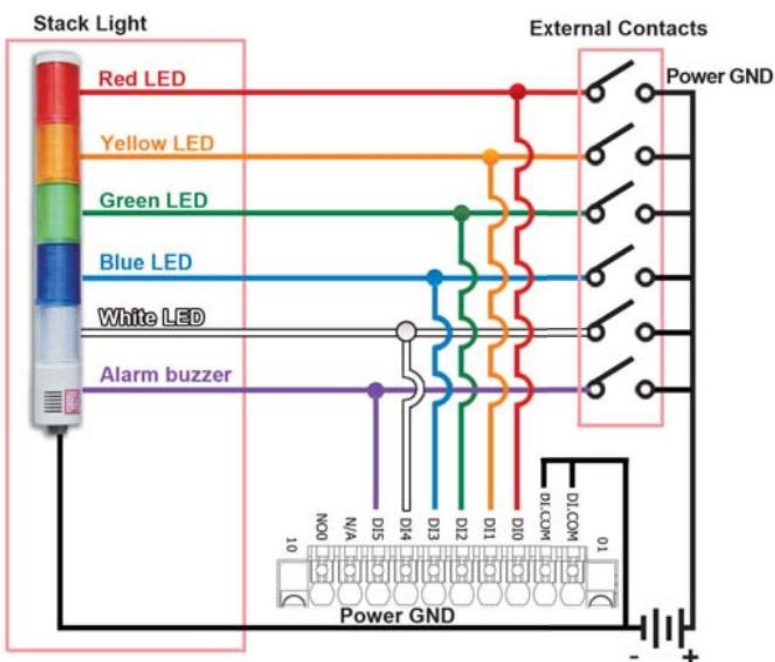 Stack Light
External Contacts
Red LED
Power GND
Yellow LED
Green LED
Blue LED
White LED
Alarm buzzer
10
NO0
N/A
DI5
DI4
DI3
DI2
DI1
DI0
DI.COM
DI.COM
01
Power GND
- +